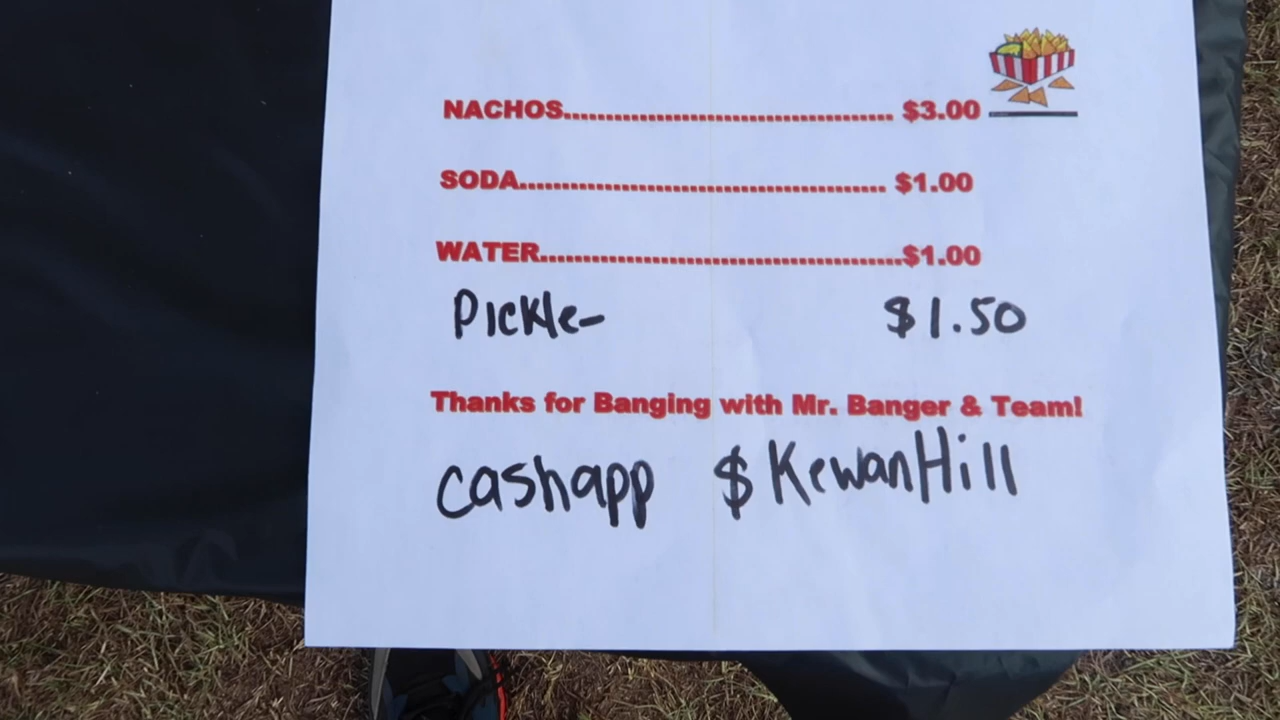 NACHOS....................................... $3.00
SODA........................................... $1.00
WATER...........................................$1.00
Pickle- $1.50
Thanks for Banging with Mr. Banger & Team!
cashapp $KewanHill